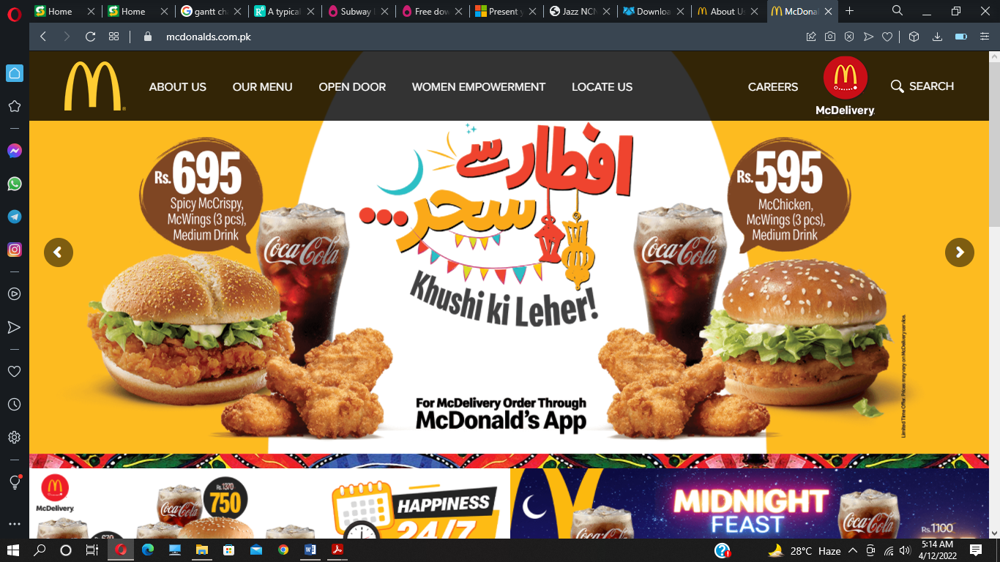 Home
Home
gantt ch
A typical
Subway
Free dow
Present y
Jazz NCN
Downloa
About Us
McDonal
mcdonalds.com.pk
ABOUT US
OUR MENU
OPEN DOOR
WOMEN EMPOWERMENT
LOCATE US
CAREERS
McDelivery
SEARCH
Rs.695
Spicy McCrispy,
McWings (3 pcs),
Medium Drink
Coca-Cola
افطار سے
سحر...
Khushi ki Leher!
For McDelivery Order Through
McDonald's App
Rs.595
McChicken,
McWings (3 pcs),
Medium Drink
Coca-Cola
Limited Time Offer. Prices may vary on McDelivery service.
McDelivery
Rs.1370
750
Coca-Cola
HAPPINESS
24/7
MIDNIGHT
FEAST
Coca-Cola
Coca-Cola
Rs.1100
28°C Haze
5:14 AM
4/12/2022